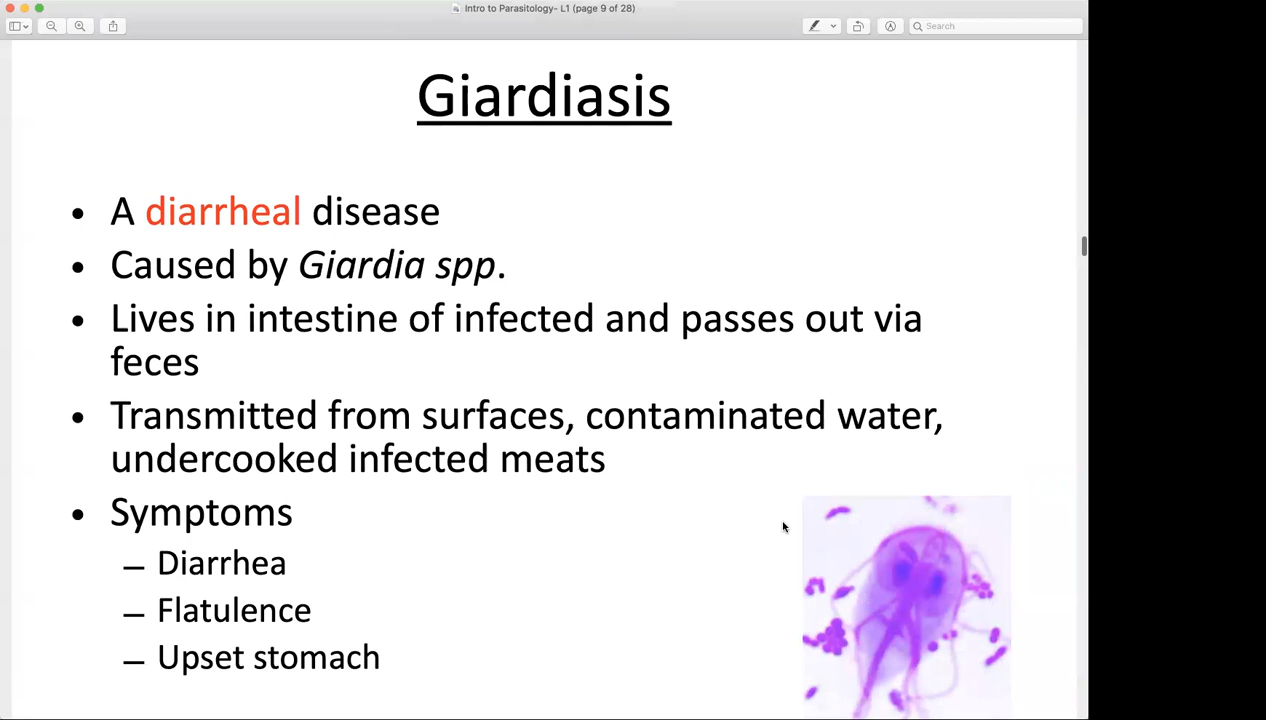 Intro to Parasitology- L1 (page 9 of 28)
Search
Giardiasis
• A diarrheal disease
• Caused by Giardia spp.
• Lives in intestine of infected and passes out via
feces
• Transmitted from surfaces, contaminated water,
undercooked infected meats
• Symptoms
– Diarrhea
– Flatulence
– Upset stomach